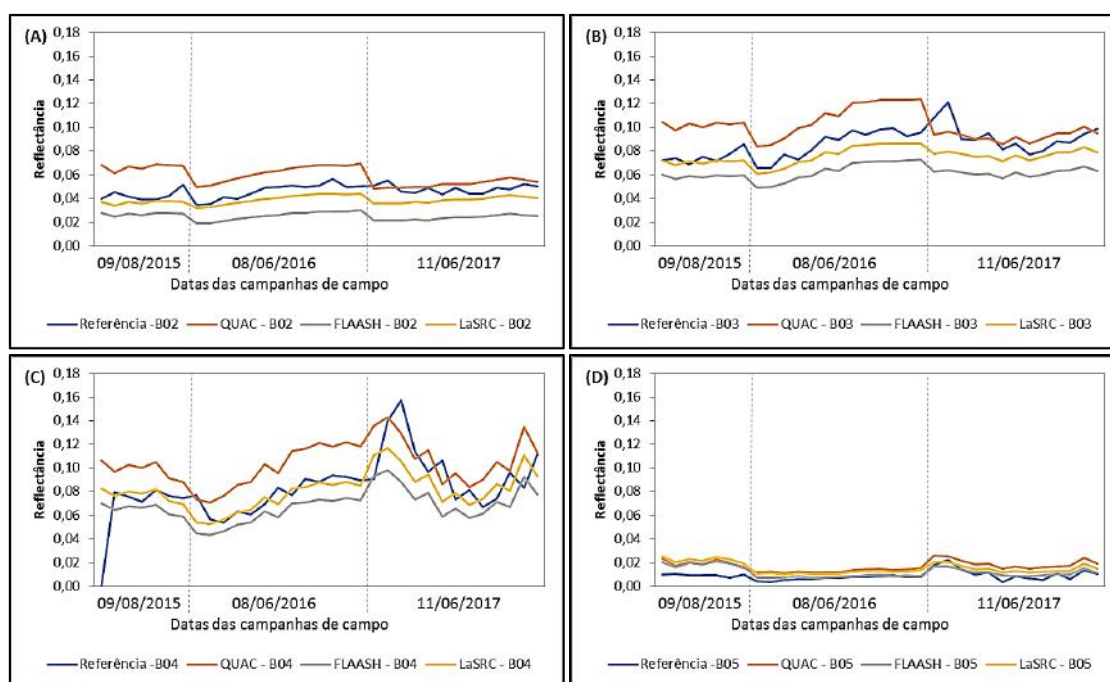 (A)
0,18
0,16
0,14
0,12
0,10
0,08
0,06
0,04
0,02
0,00
Reflectância
09/08/2015 08/06/2016 11/06/2017
Datas das campanhas de campo
Referência -B02 QUAC - B02 FLAASH - B02 LaSRC - B02
(B)
0,18
0,16
0,14
0,12
0,10
0,08
0,06
0,04
0,02
0,00
Reflectância
09/08/2015 08/06/2016 11/06/2017
Datas das campanhas de campo
Referência -B03 QUAC - B03 FLAASH - B03 LaSRC - B03
(C)
0,18
0,16
0,14
0,12
0,10
0,08
0,06
0,04
0,02
0,00
Reflectância
09/08/2015 08/06/2016 11/06/2017
Datas das campanhas de campo
Referência -B04 QUAC - B04 FLAASH - B04 LaSRC - B04
(D)
0,18
0,16
0,14
0,12
0,10
0,08
0,06
0,04
0,02
0,00
Reflectância
09/08/2015 08/06/2016 11/06/2017
Datas das campanhas de campo
Referência -B05 QUAC - B05 FLAASH - B05 LaSRC - B05